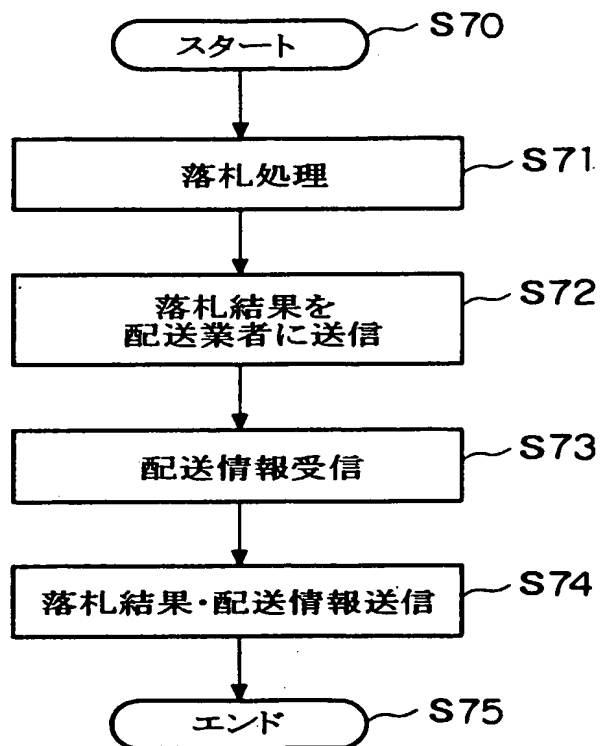 スタート
S70
落札処理
S71
落札結果を
配送業者に送信
S72
配送情報受信
S73
落札結果・配送情報送信
S74
エンド
S75